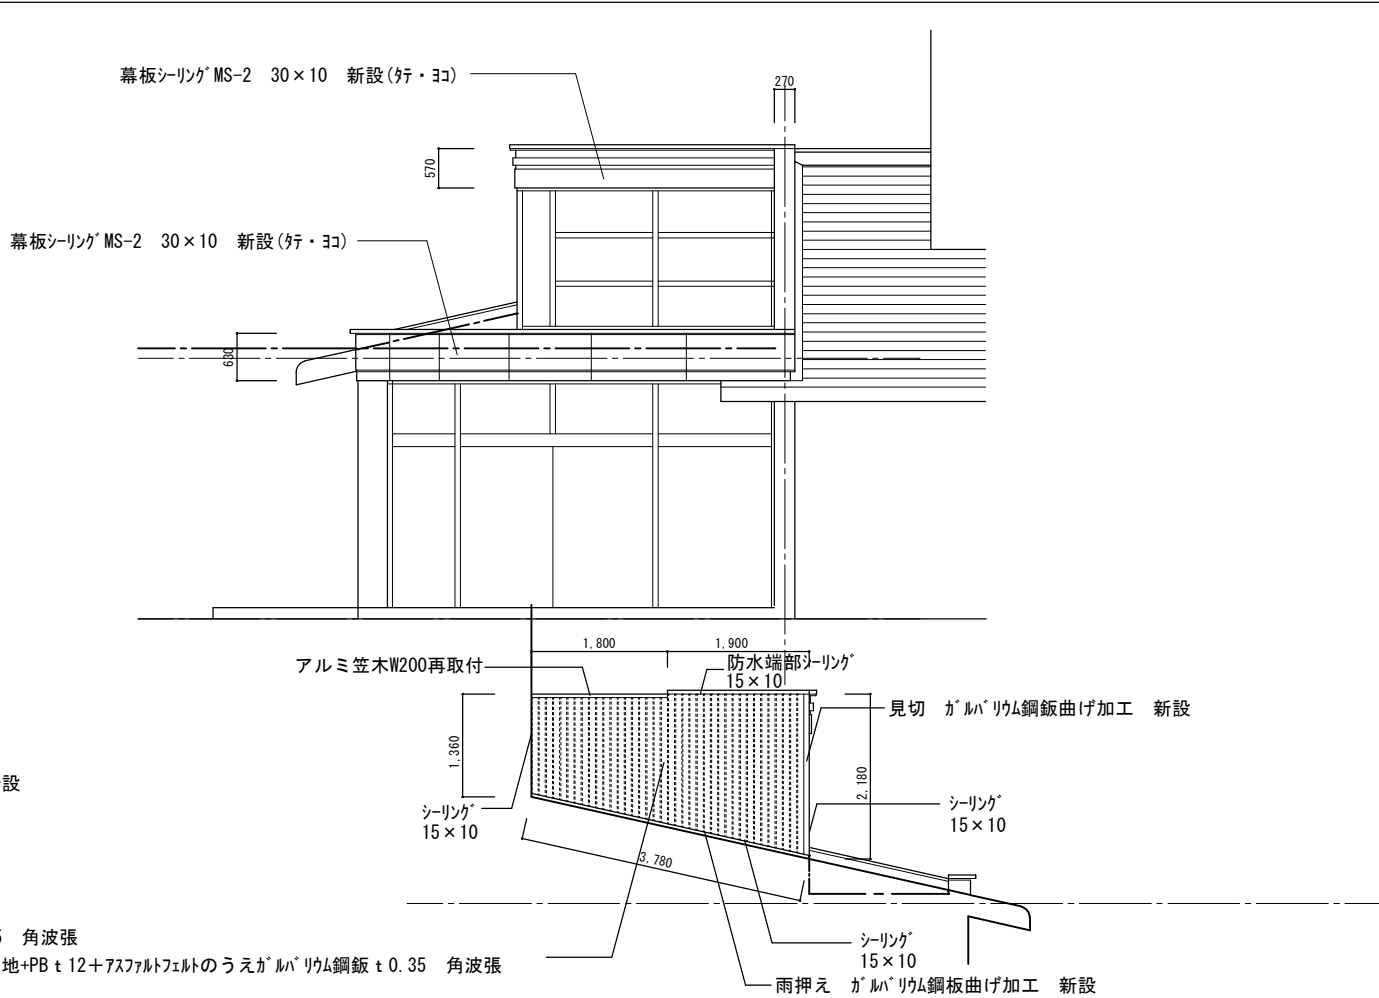 幕板ｼｰﾘﾝｸﾞMS-2　30×10　新設(ﾀﾃ・ﾖｺ)
270
570
幕板ｼｰﾘﾝｸﾞMS-2　30×10　新設(ﾀﾃ・ﾖｺ)
630
1,800
1,900
アルミ笠木W200再取付
防水端部ｼｰﾘﾝｸﾞ
15×10
見切　ｶﾞﾙﾊﾞﾘｳﾑ鋼鈑曲げ加工　新設
1,360
2,180
設
ｼｰﾘﾝｸﾞ
15×10
ｼｰﾘﾝｸﾞ
15×10
3,780
角波張
ｼｰﾘﾝｸﾞ
15×10
地+PBｔ12＋ｱｽﾌｧﾙﾄﾌｪﾙﾄのうえｶﾞﾙﾊﾞﾘｳﾑ鋼鈑ｔ0.35　角波張
雨押え　ｶﾞﾙﾊﾞﾘｳﾑ鋼板曲げ加工　新設